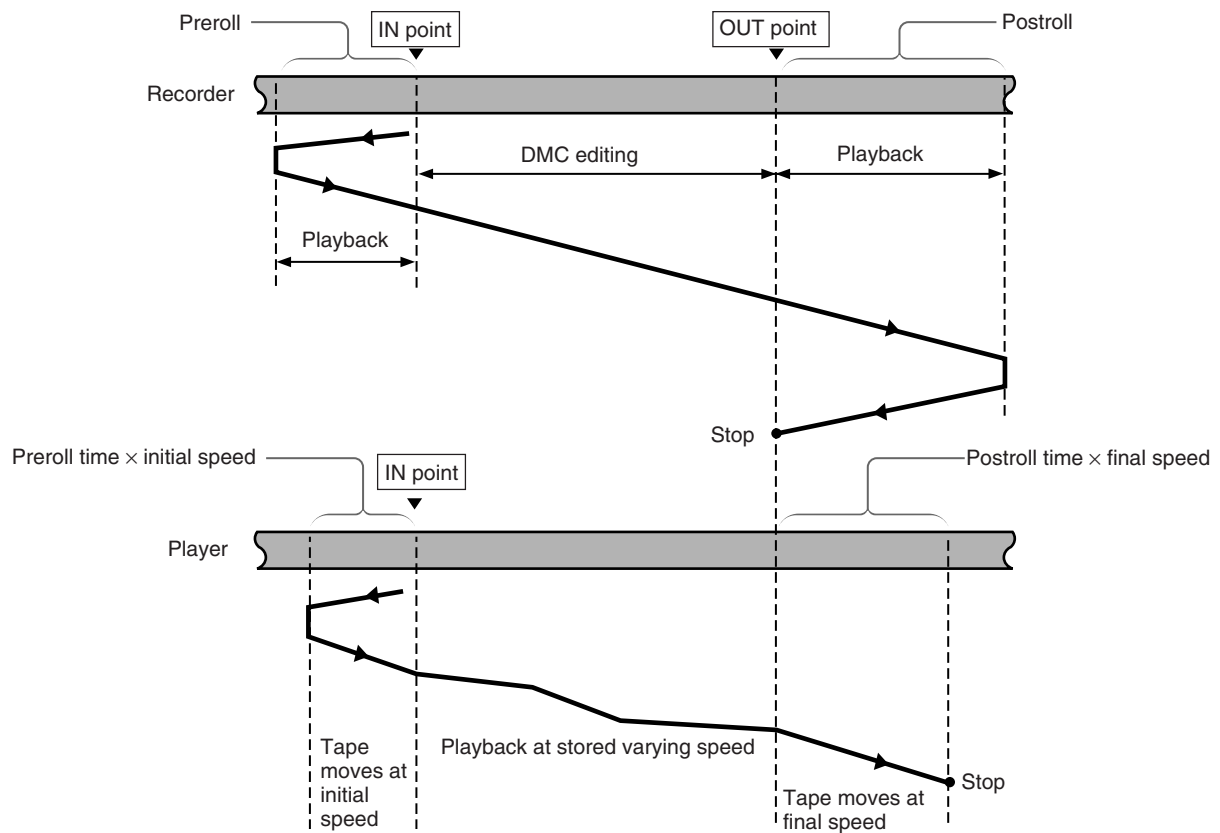 Preroll
IN point
OUT point
Postroll
Recorder
DMC editing
Playback
Playback
Stop
Preroll time × initial speed
IN point
Postroll time × final speed
Player
Tape
moves at
initial
speed
Playback at stored varying speed
Stop
Tape moves at
final speed